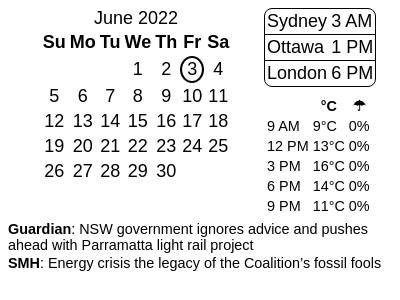 June 2022
Su Mo Tu We Th Fr Sa
1 2 3 4
5 6 7 8 9 10 11
12 13 14 15 16 17 18
19 20 21 22 23 24 25
26 27 28 29 30
Sydney 3 AM
Ottawa 1 PM
London 6 PM
°C ☂
9 AM 9°C 0%
12 PM 13°C 0%
3 PM 16°C 0%
6 PM 14°C 0%
9 PM 11°C 0%
Guardian: NSW government ignores advice and pushes
ahead with Parramatta light rail project
SMH: Energy crisis the legacy of the Coalition’s fossil fools